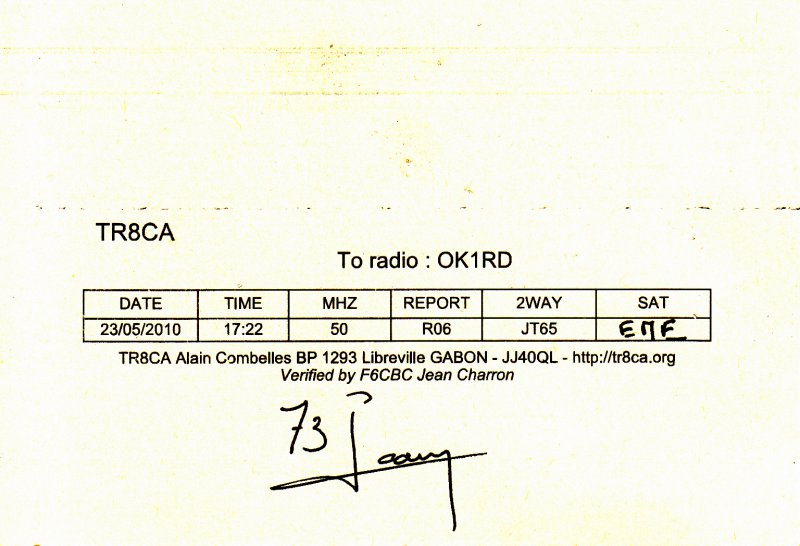 TR8CA
To radio : OK1RD
DATE TIME MHZ REPORT 2WAY SAT
23/05/2010 17:22 50 R06 JT65 EME
TR8CA Alain Combelles BP 1293 Libreville GABON - JJ40QL - http://tr8ca.org
Verified by F6CBC Jean Charron
73